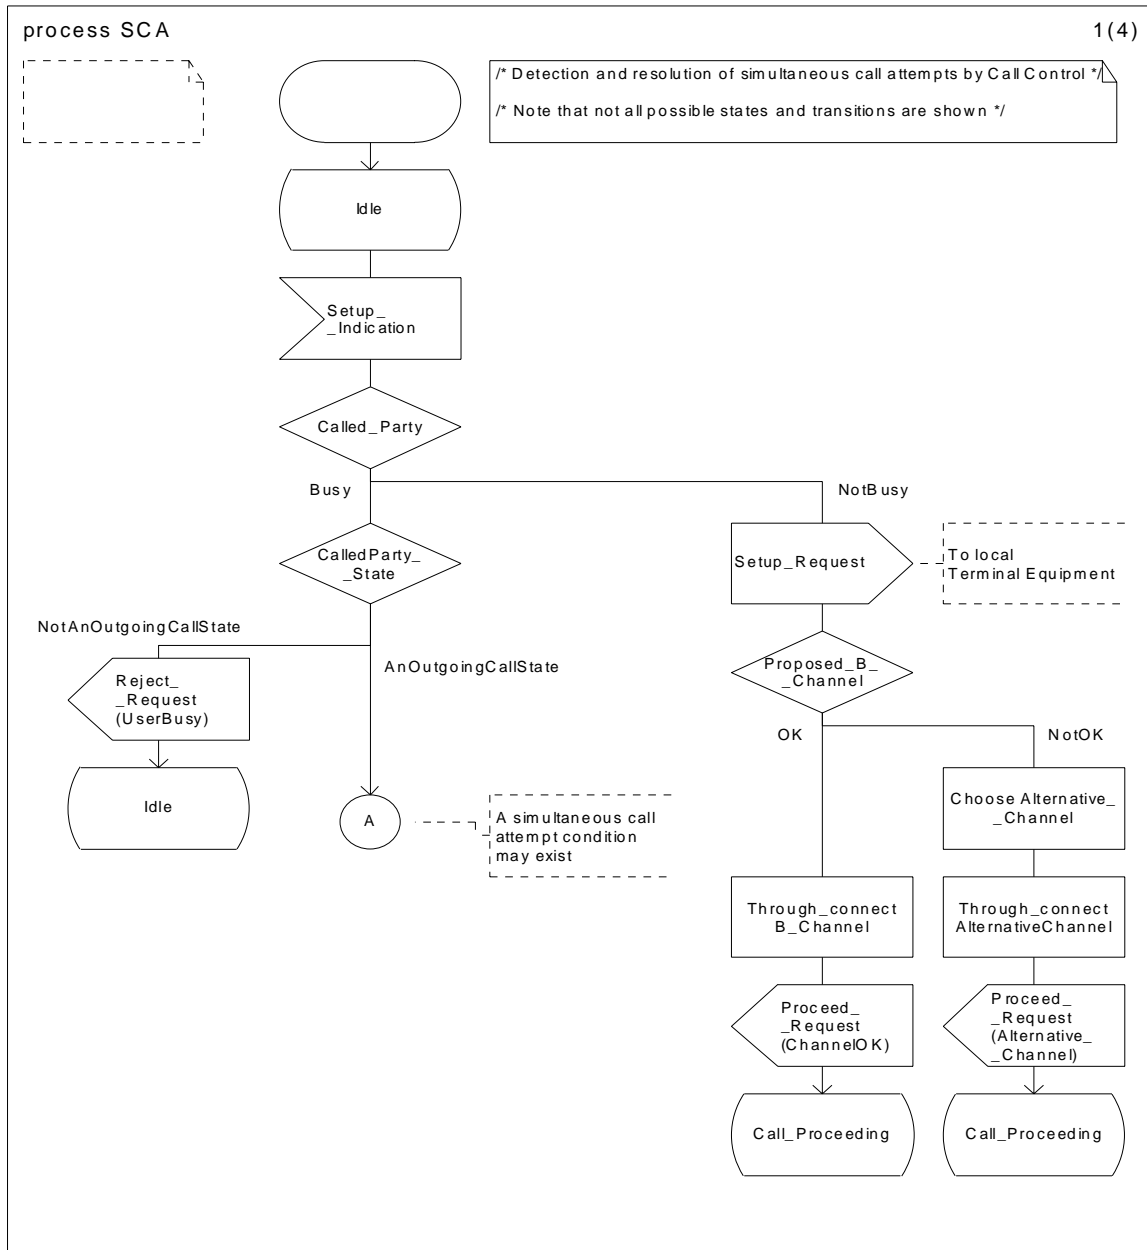 process SCA
1(4)
/* Detection and resolution of simultaneous call attempts by Call Control */
/* Note that not all possible states and transitions are shown */
Idle
Setup_
_Indication
Called_Party
Busy
NotBusy
CalledParty_
_State
Setup_Request
To local
Terminal Equipment
NotAnOutgoingCallState
AnOutgoingCallState
Reject_
_Request
(UserBusy)
Proposed_B_
_Channel
OK
NotOK
Idle
A
A simultaneous call
attempt condition
may exist
Choose Alternative_
_Channel
Through_connect
B_Channel
Through_connect
AlternativeChannel
Proceed_
_Request
(ChannelOK)
Proceed_
_Request
(Alternative_
_Channel)
Call_Proceeding
Call_Proceeding